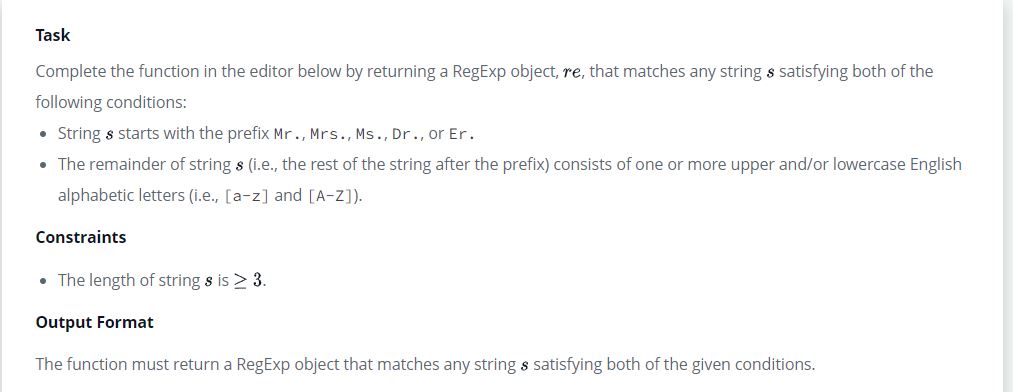 Task
Complete the function in the editor below by returning a RegExp object, re, that matches any string s satisfying both of the
following conditions:
• String s starts with the prefix Mr., Mrs., Ms., Dr., or Er.
• The remainder of string s (i.e., the rest of the string after the prefix) consists of one or more upper and/or lowercase English
alphabetic letters (i.e., [a-z] and [A-Z]).
Constraints
• The length of string s is ≥ 3.
Output Format
The function must return a RegExp object that matches any string s satisfying both of the given conditions.